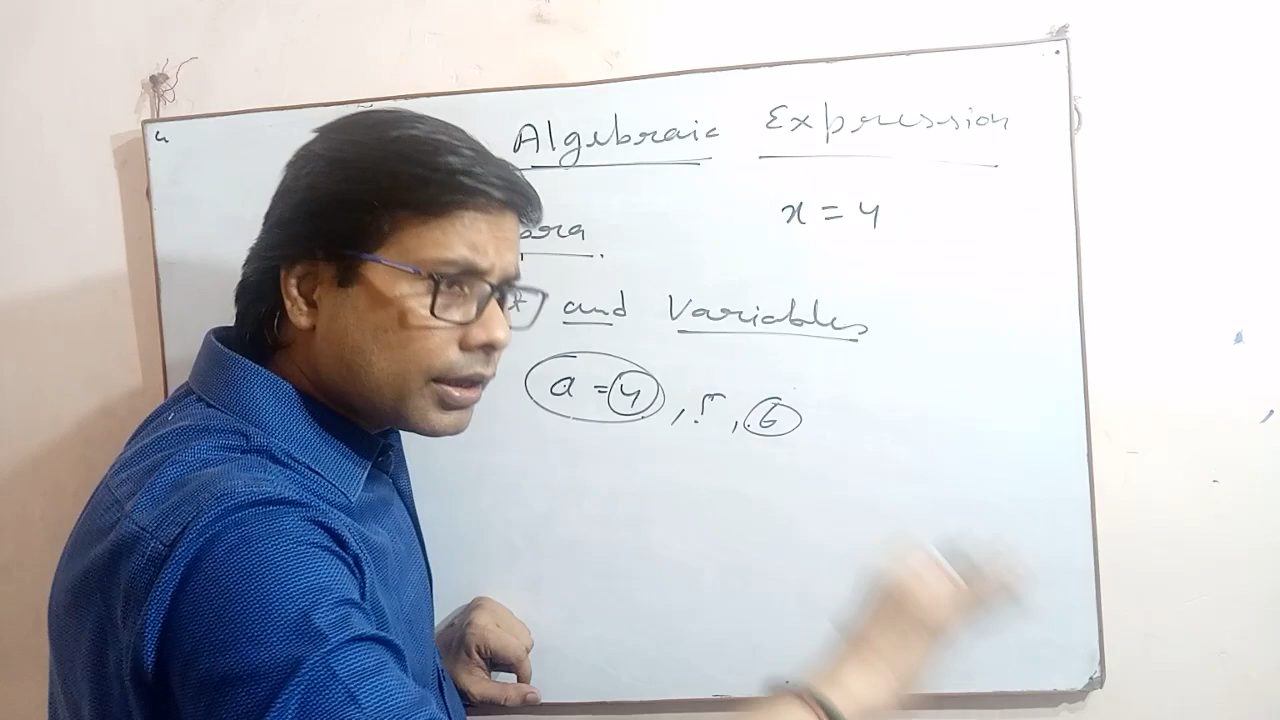 Algebraic Expression
x = 4
and Variables
a = 4, 5, 6